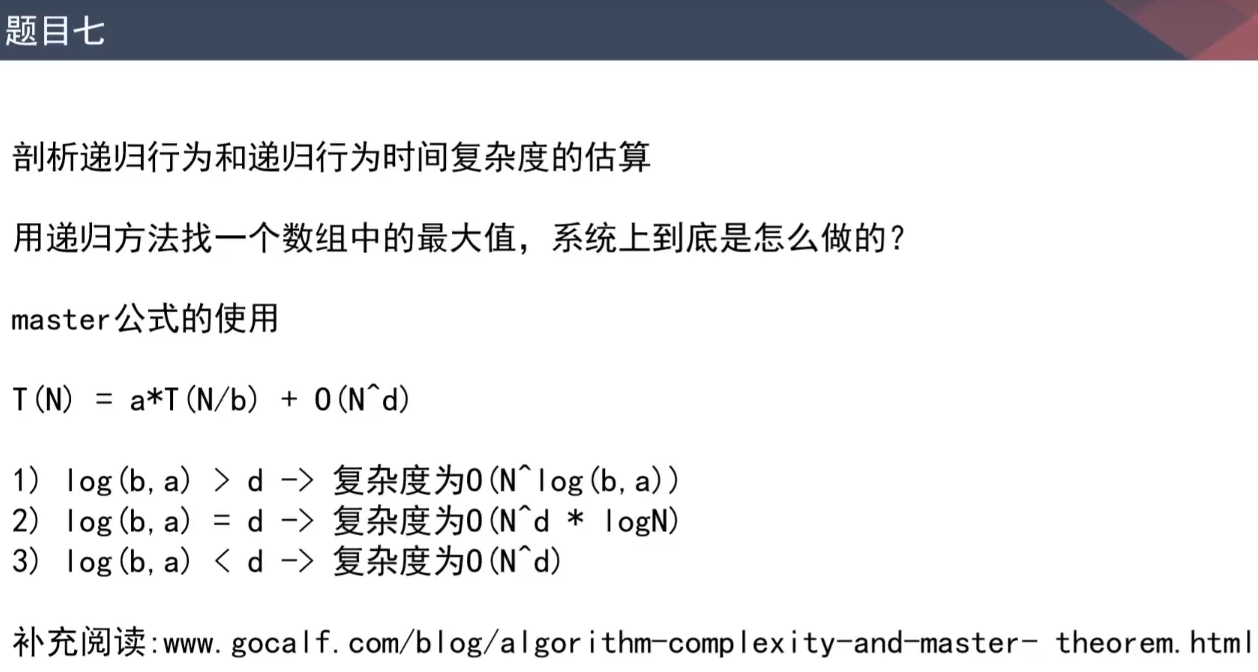 题目七
剖析递归行为和递归行为时间复杂度的估算
用递归方法找一个数组中的最大值，系统上到底是怎么做的？
master公式的使用
T(N) = a*T(N/b) + O(N^d)
1) log(b,a) > d -> 复杂度为O(N^log(b,a))
2) log(b,a) = d -> 复杂度为O(N^d * logN)
3) log(b,a) < d -> 复杂度为O(N^d)
补充阅读:www.gocalf.com/blog/algorithm-complexity-and-master- theorem.html